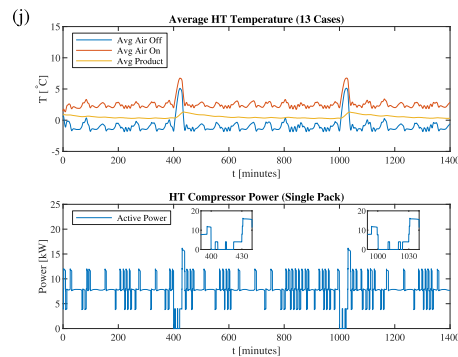 (j)
Average HT Temperature (13 Cases)
15
10
5
0
-5
T [°C]
Avg Air Off
Avg Air On
Avg Product
0 200 400 600 800 1000 1200 1400
t [minutes]
HT Compressor Power (Single Pack)
25
20
15
10
5
0
Power [kW]
Active Power
20
10
0
400 430
20
10
0
1000 1030
0 200 400 600 800 1000 1200 1400
t [minutes]